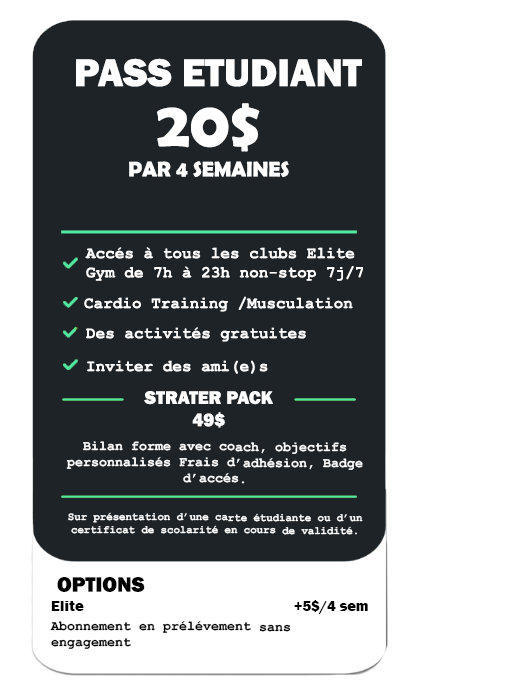 PASS ETUDIANT
20$
PAR 4 SEMAINES
Accés à tous les clubs Elite
Gym de 7h à 23h non-stop 7j/7
Cardio Training /Musculation
Des activités gratuites
Inviter des ami(e)s
STRATER PACK
49$
Bilan forme avec coach, objectifs
personnalisés Frais d'adhésion, Badge
d'accés.
Sur présentation d'une carte étudiante ou d'un
certificat de scolarité en cours de validité.
OPTIONS
Elite +5$/4 sem
Abonnement en prélévement sans
engagement